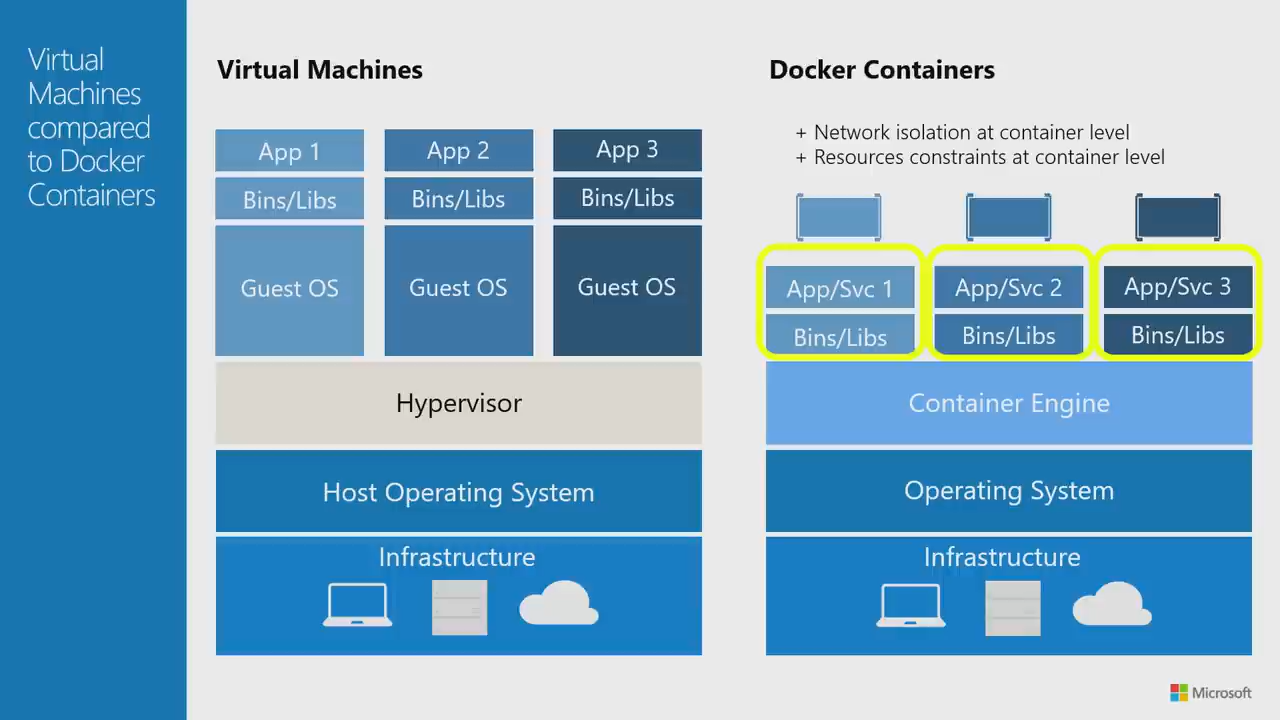 Virtual
Machines
compared
to Docker
Containers
Virtual Machines
App 1
App 2
App 3
Bins/Libs
Bins/Libs
Bins/Libs
Guest OS
Guest OS
Guest OS
Hypervisor
Host Operating System
Infrastructure
Docker Containers
+ Network isolation at container level
+ Resources constraints at container level
App/Svc 1
App/Svc 2
App/Svc 3
Bins/Libs
Bins/Libs
Bins/Libs
Container Engine
Operating System
Infrastructure
Microsoft